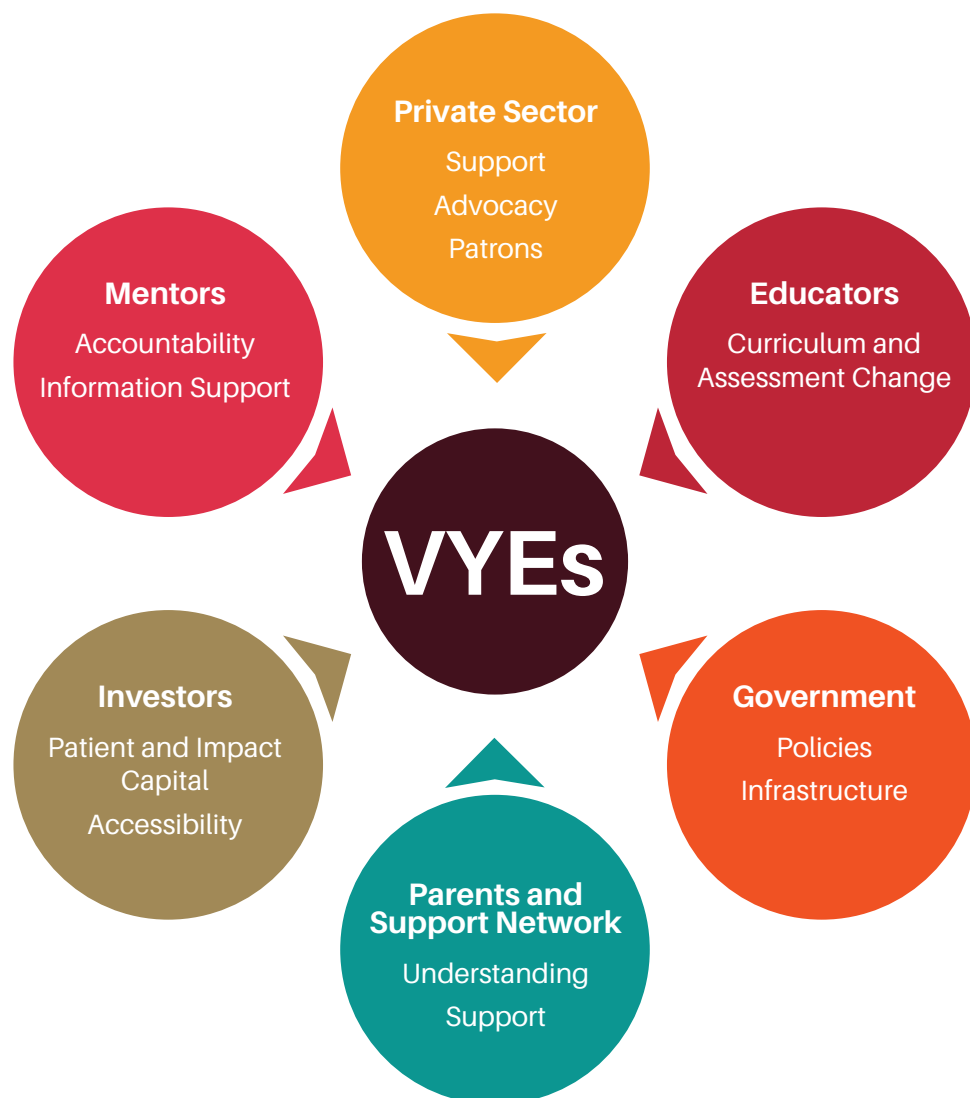 Private Sector
Support
Advocacy
Patrons
Mentors
Accountability
Information Support
Educators
Curriculum and
Assessment Change
VYEs
Investors
Patient and Impact
Capital
Accessibility
Government
Policies
Infrastructure
Parents and
Support Network
Understanding
Support